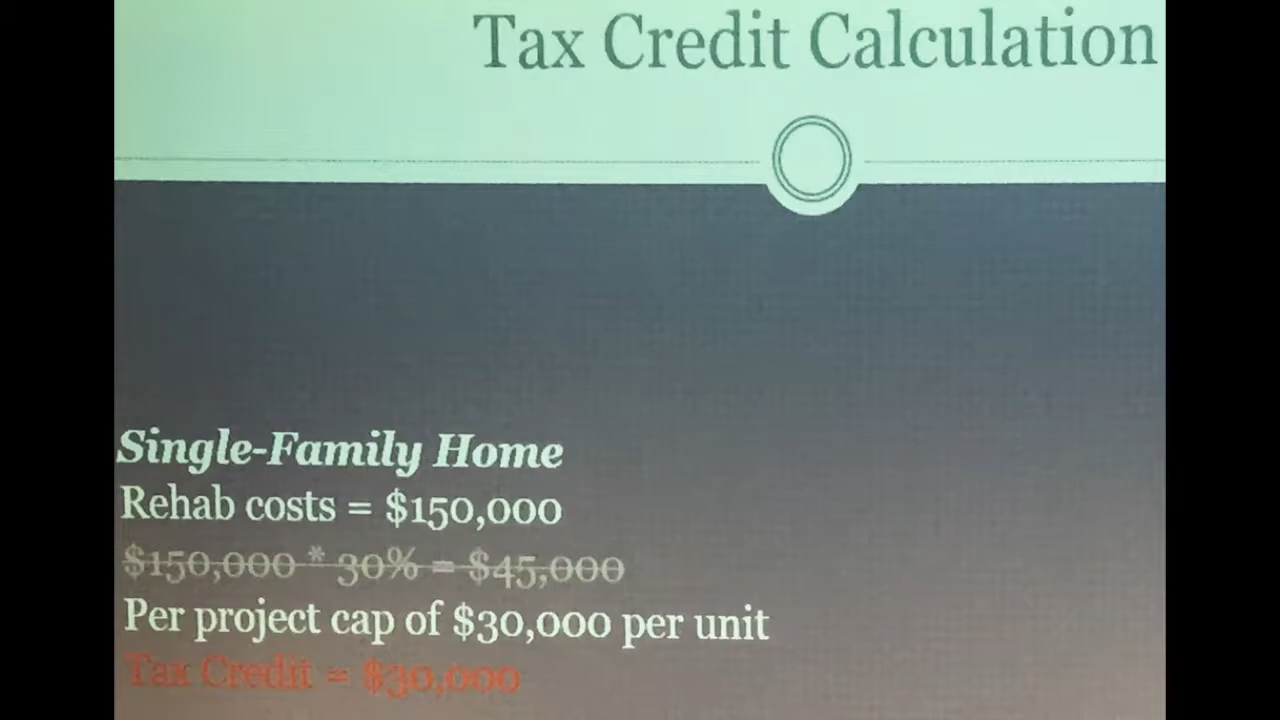 Tax Credit Calculation
Single-Family Home
Rehab costs = $150,000
$150,000 * 30% = $45,000
Per project cap of $30,000 per unit
Tax Credit = $30,000